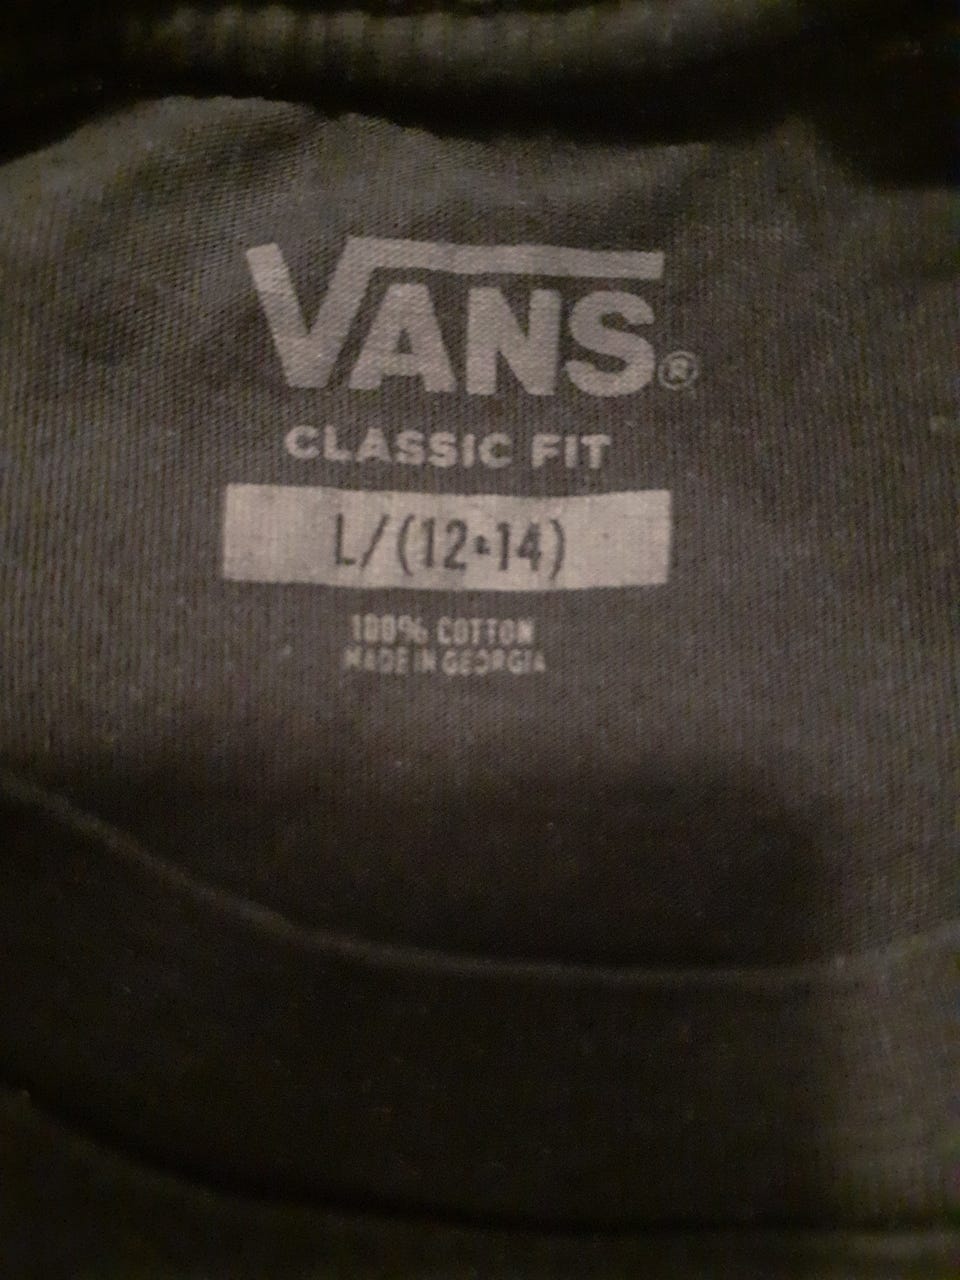 VANS®
CLASSIC FIT
L/(12-14)
100% COTTON
MADE IN GEORGIA